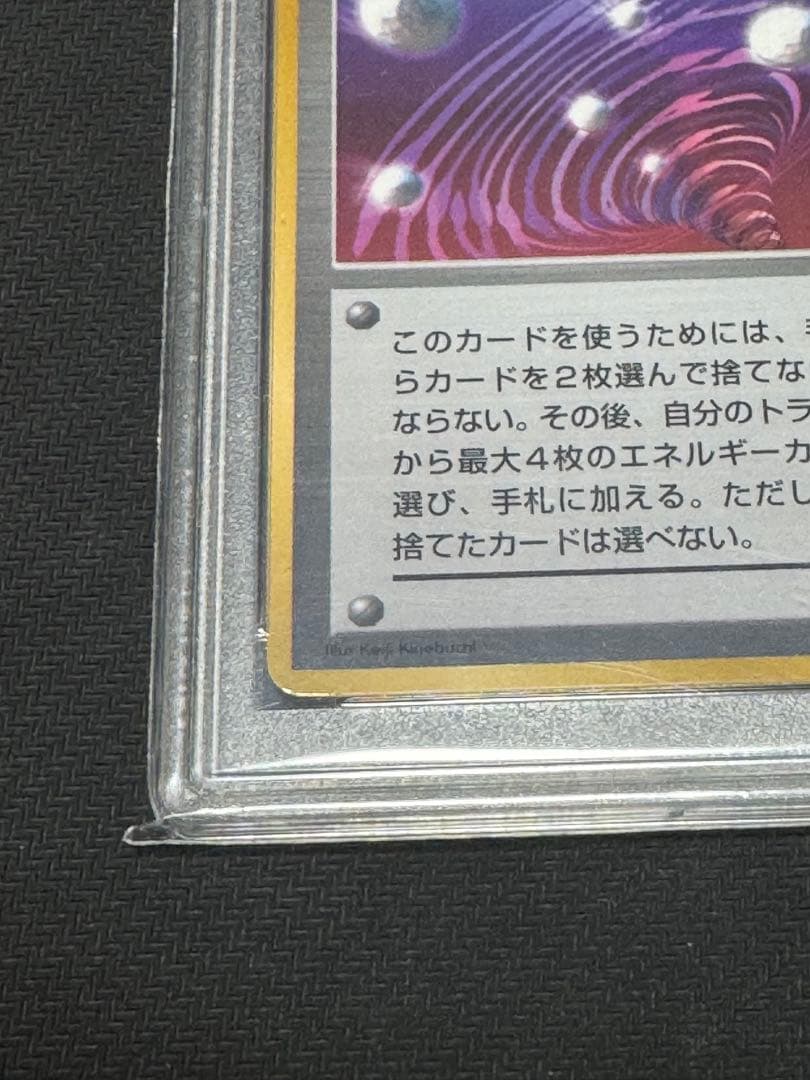 このカードを使うためには、
らカードを2枚選んで捨てな
ならない。その後、自分のトラ
から最大4枚のエネルギーカ
選び、手札に加える。ただし
捨てたカードは選べない。
Illus. Keiji Kinebuchi